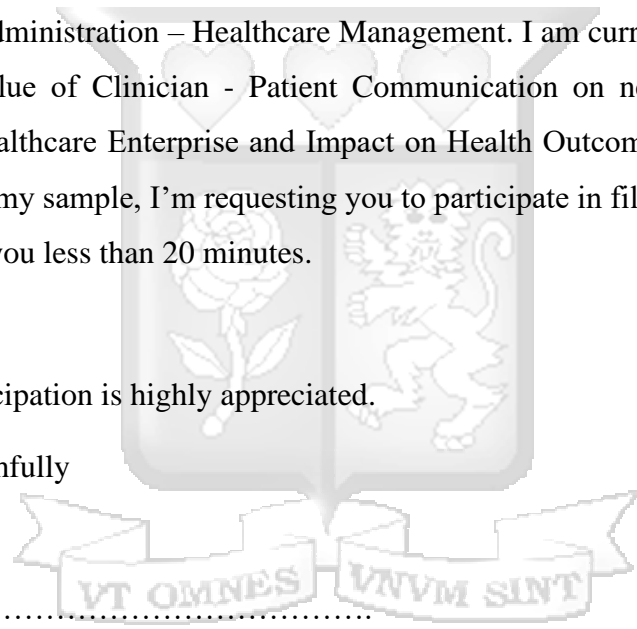 dministration – Healthcare Management. I am curr
lue of Clinician - Patient Communication on n
althcare Enterprise and Impact on Health Outcom
my sample, I’m requesting you to participate in fil
you less than 20 minutes.
cipation is highly appreciated.
nfully
VT OMNES VNVM SINT
……………………………….